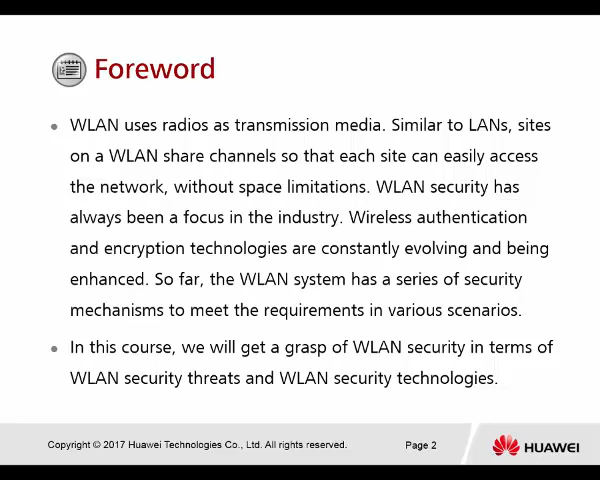 Foreword
WLAN uses radios as transmission media. Similar to LANs, sites
on a WLAN share channels so that each site can easily access
the network, without space limitations. WLAN security has
always been a focus in the industry. Wireless authentication
and encryption technologies are constantly evolving and being
enhanced. So far, the WLAN system has a series of security
mechanisms to meet the requirements in various scenarios.
In this course, we will get a grasp of WLAN security in terms of
WLAN security threats and WLAN security technologies.
Copyright © 2017 Huawei Technologies Co., Ltd. All rights reserved.
Page 2
HUAWEI